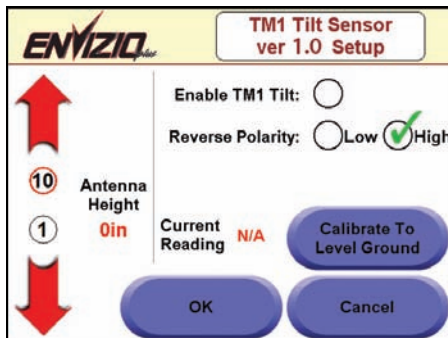 ENVIZIO plus
TM1 Tilt Sensor
ver 1.0 Setup
Enable TM1 Tilt:
Reverse Polarity: Low High
10
Antenna
Height
0in
1
Current
Reading
N/A
Calibrate To
Level Ground
OK
Cancel